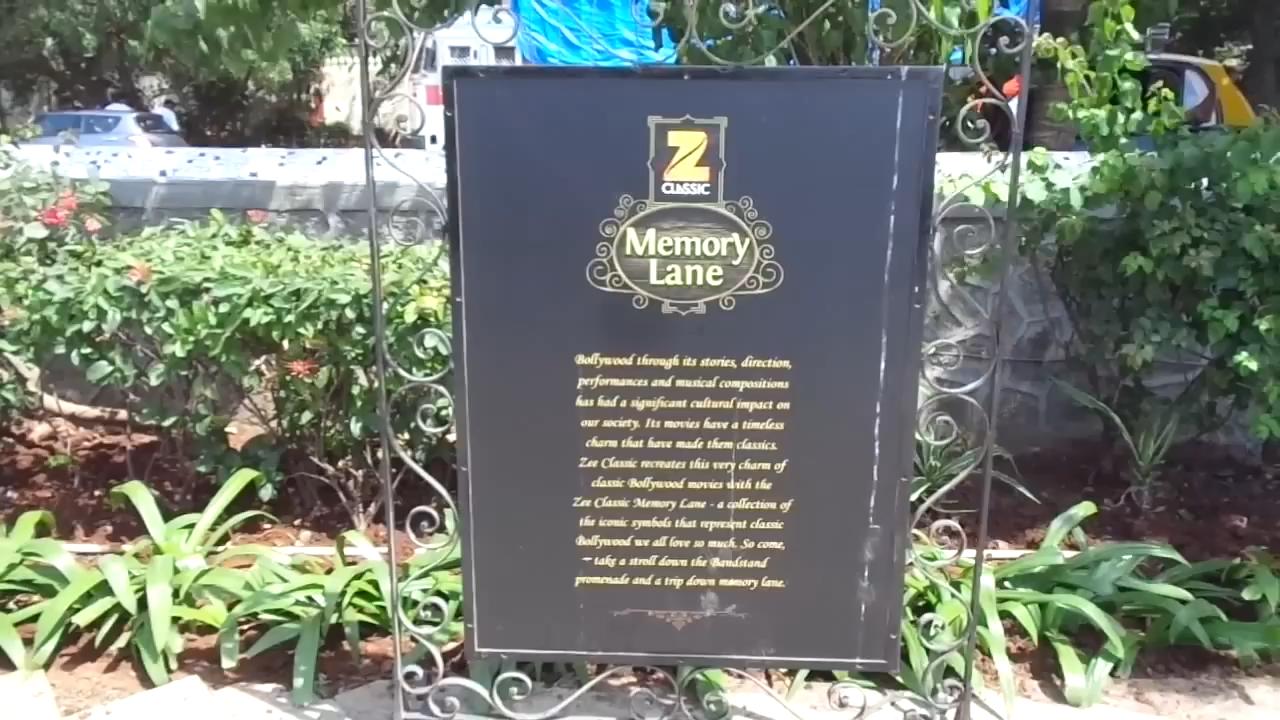 Z
CLASSIC
Memory
Lane
Bollywood through its stories, direction,
performances and musical compositions
has had a significant cultural impact on
our society. Its movies have a timeless
charm that have made them classics.
Zee Classic recreates this very charm of
classic Bollywood movies with the
Zee Classic Memory Lane - a collection of
the iconic symbols that represent classic
Bollywood we all love so much. So come,
take a stroll down the Bandstand
promenade and a trip down memory lane.